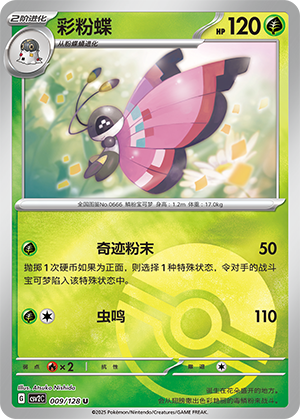 2阶进化
彩粉蝶
HP 120
从粉蝶蛹进化
全国图鉴No.0666 鳞粉宝可梦 身高：1.2m 体重：17.0kg
奇迹粉末 50
抛掷1次硬币如果为正面，则选择1种特殊状态，令对手的战斗
宝可梦陷入该特殊状态。
虫鸣 110
弱点 ×2 抗性 撤退
Illus. Atsuko Nishida
G CSV2C 009/128 U
©2025 Pokémon/Nintendo/Creatures/GAME FREAK.